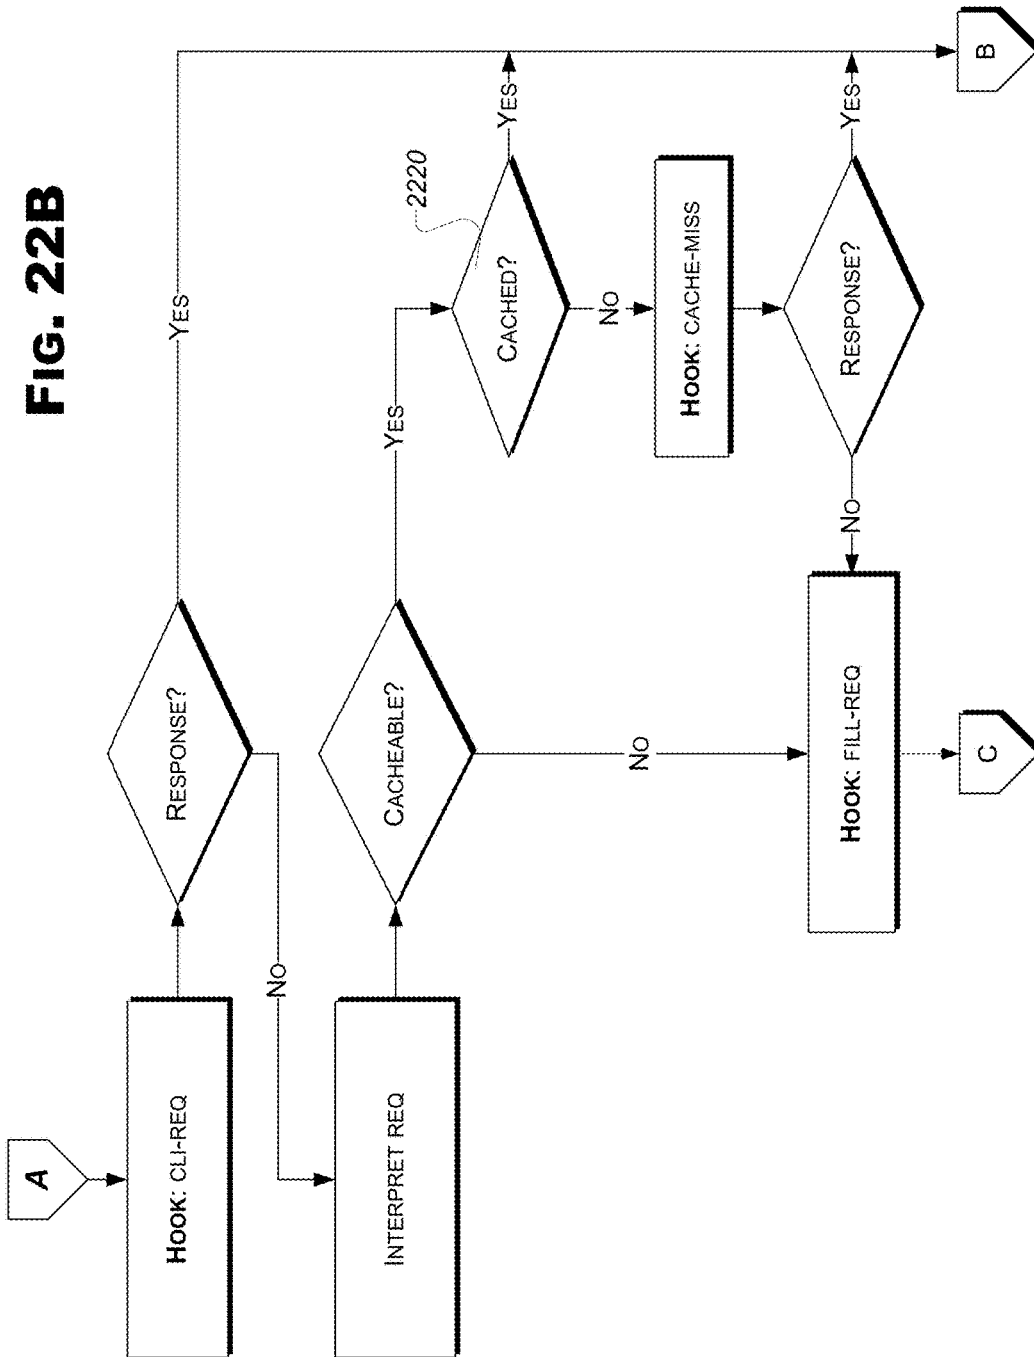 FIG. 22B
A
HOOK: CLI-REQ
RESPONSE?
YES
NO
INTERPRET REQ
CACHEABLE?
YES
NO
CACHED?
2220
YES
NO
HOOK: CACHE-MISS
RESPONSE?
YES
NO
HOOK: FILL-REQ
B
C